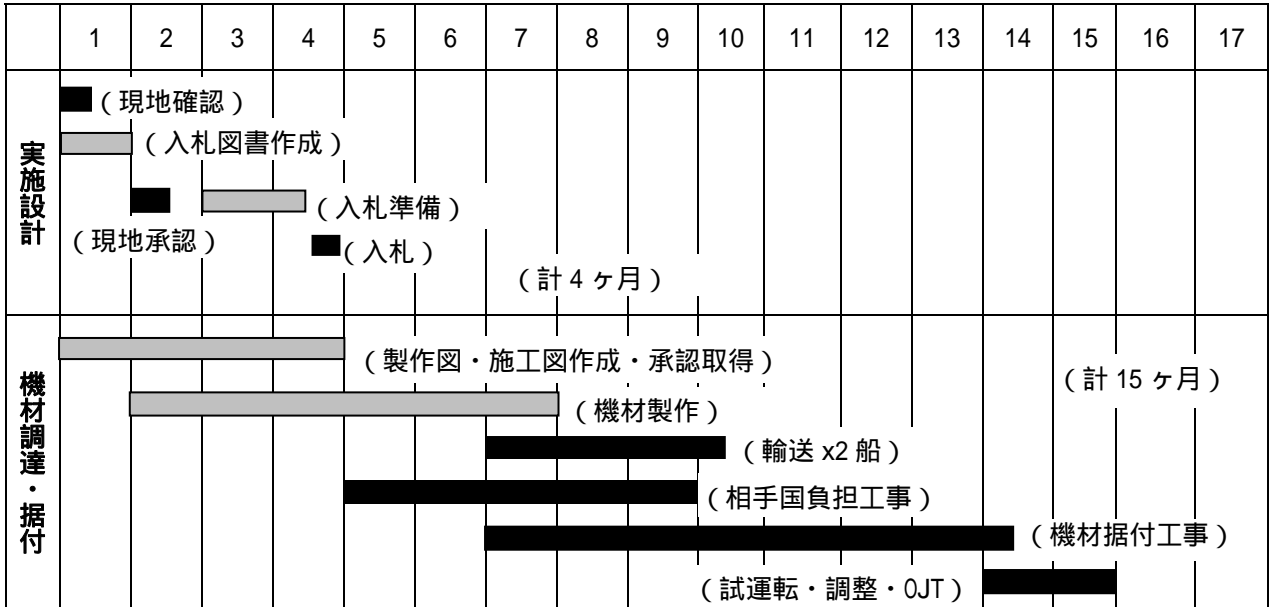 1 2 3 4 5 6 7 8 9 10 11 12 13 14 15 16 17
実施設計
（現地確認）
（入札図書作成）
（入札準備）
（現地承認）
（入札）
（計 4 ヶ月）
機材調達・据付
（製作図・施工図作成・承認取得）
（計 15 ヶ月）
（機材製作）
（輸送 x2 船）
（相手国負担工事）
（機材据付工事）
（試運転・調整・OJT）